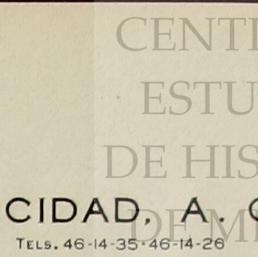 CENT
ESTU
DE HIS
CIDAD, A. C
DE M
TELS. 46-14-35-46-14-26